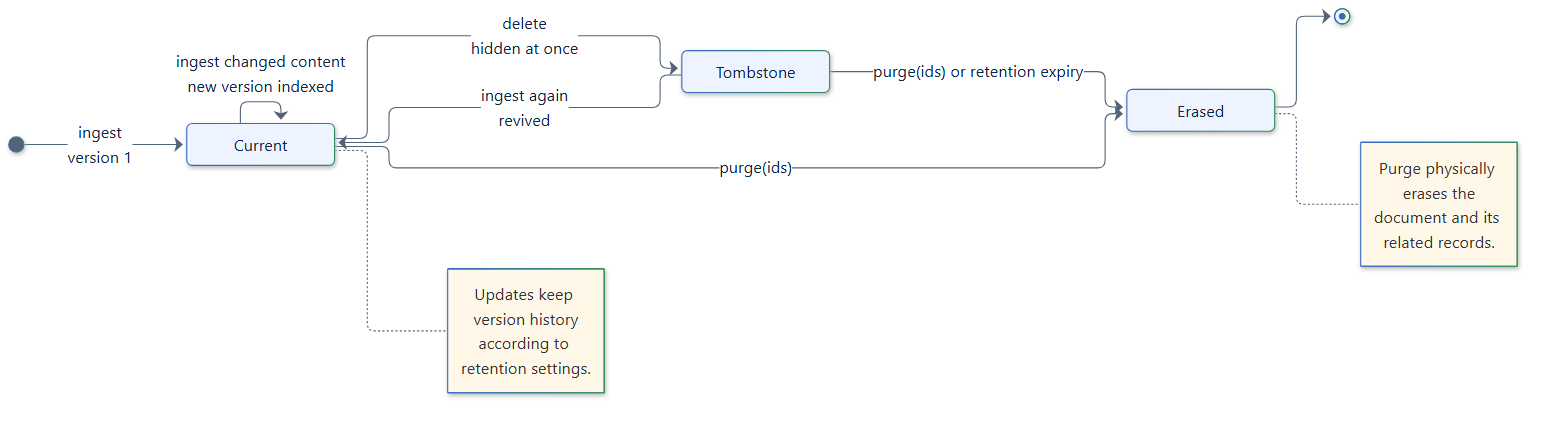 delete
hidden at once
ingest changed content
new version indexed
Tombstone
purge(ids) or retention expiry
ingest again
revived
Erased
ingest
version 1
Current
purge(ids)
Purge physically
erases the
document and its
related records.
Updates keep
version history
according to
retention settings.